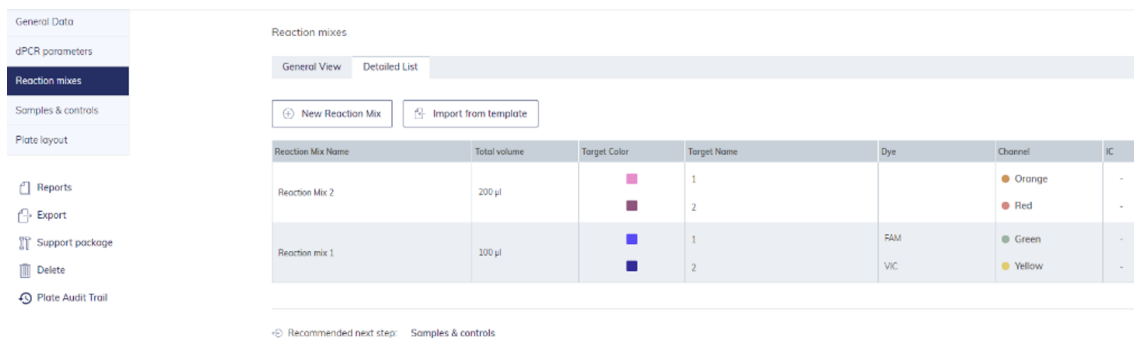 General Data
dPCR parameters
Reaction mixes
Samples & controls
Plate layout
Reports
Export
Support package
Delete
Plate Audit Trail
Reaction mixes
General View Detailed List
New Reaction Mix Import from template
Reaction Mix Name Total volume Target Color Target Name Dye Channel IC
Reaction Mix 2 200 µl
1 Orange -
2 Red -
Reaction mix 1 100 µl
1 FAM Green -
2 VIC Yellow -
Recommended next step: Samples & controls